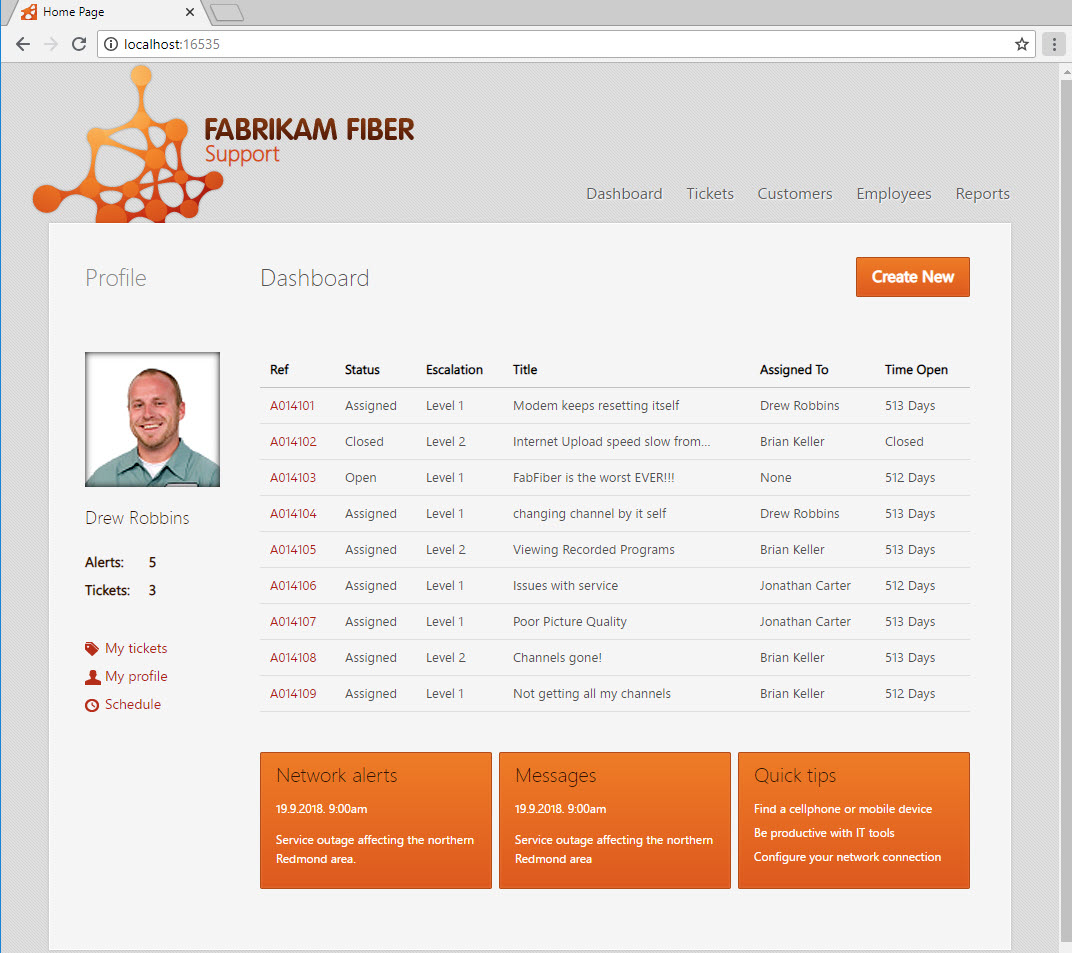 Home Page
localhost:16535
FABRIKAM FIBER
Support
Dashboard Tickets Customers Employees Reports
Profile
Dashboard
Create New
Drew Robbins
Alerts: 5
Tickets: 3
My tickets
My profile
Schedule
Ref Status Escalation Title Assigned To Time Open
A014101 Assigned Level 1 Modem keeps resetting itself Drew Robbins 513 Days
A014102 Closed Level 2 Internet Upload speed slow from... Brian Keller Closed
A014103 Open Level 1 FabFiber is the worst EVER!!! None 512 Days
A014104 Assigned Level 1 changing channel by it self Drew Robbins 513 Days
A014105 Assigned Level 2 Viewing Recorded Programs Brian Keller 513 Days
A014106 Assigned Level 1 Issues with service Jonathan Carter 512 Days
A014107 Assigned Level 1 Poor Picture Quality Jonathan Carter 513 Days
A014108 Assigned Level 2 Channels gone! Brian Keller 513 Days
A014109 Assigned Level 1 Not getting all my channels Brian Keller 512 Days
Network alerts
19.9.2018. 9:00am
Service outage affecting the northern
Redmond area.
Messages
19.9.2018. 9:00am
Service outage affecting the northern
Redmond area
Quick tips
Find a cellphone or mobile device
Be productive with IT tools
Configure your network connection